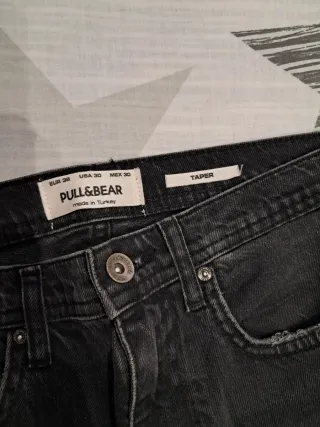 EUR 38 USA 30 MEX 30
PULL&BEAR
made in Turkey
TAPER